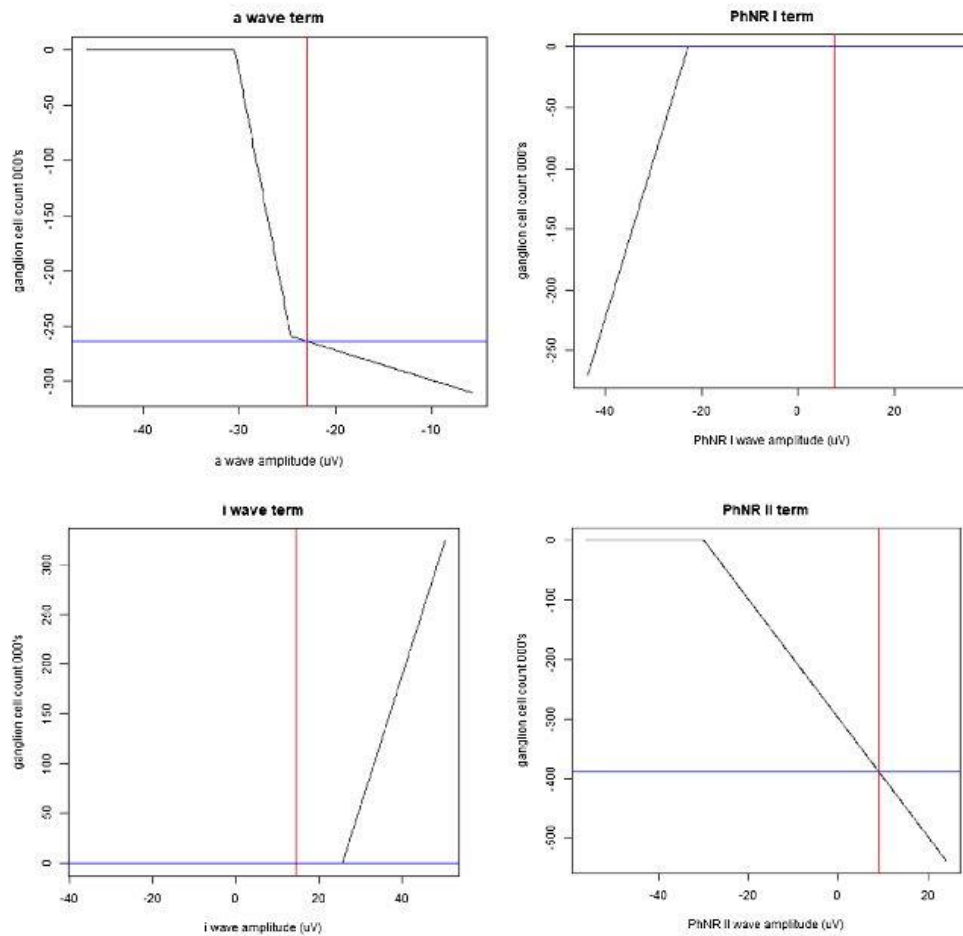 a wave term
0
-50
-100
-150
-200
-250
-300
ganglion cell count 000's
-40 -30 -20 -10
a wave amplitude (uV)
PhNR I term
0
-50
-100
-150
-200
-250
ganglion cell count 000's
-40 -20 0 20
PhNR I wave amplitude (uV)
i wave term
300
250
200
150
100
50
0
ganglion cell count 000's
-40 -20 0 20 40
i wave amplitude (uV)
PhNR II term
0
-100
-200
-300
-400
-500
ganglion cell count 000's
-40 -20 0 20
PhNR II wave amplitude (uV)